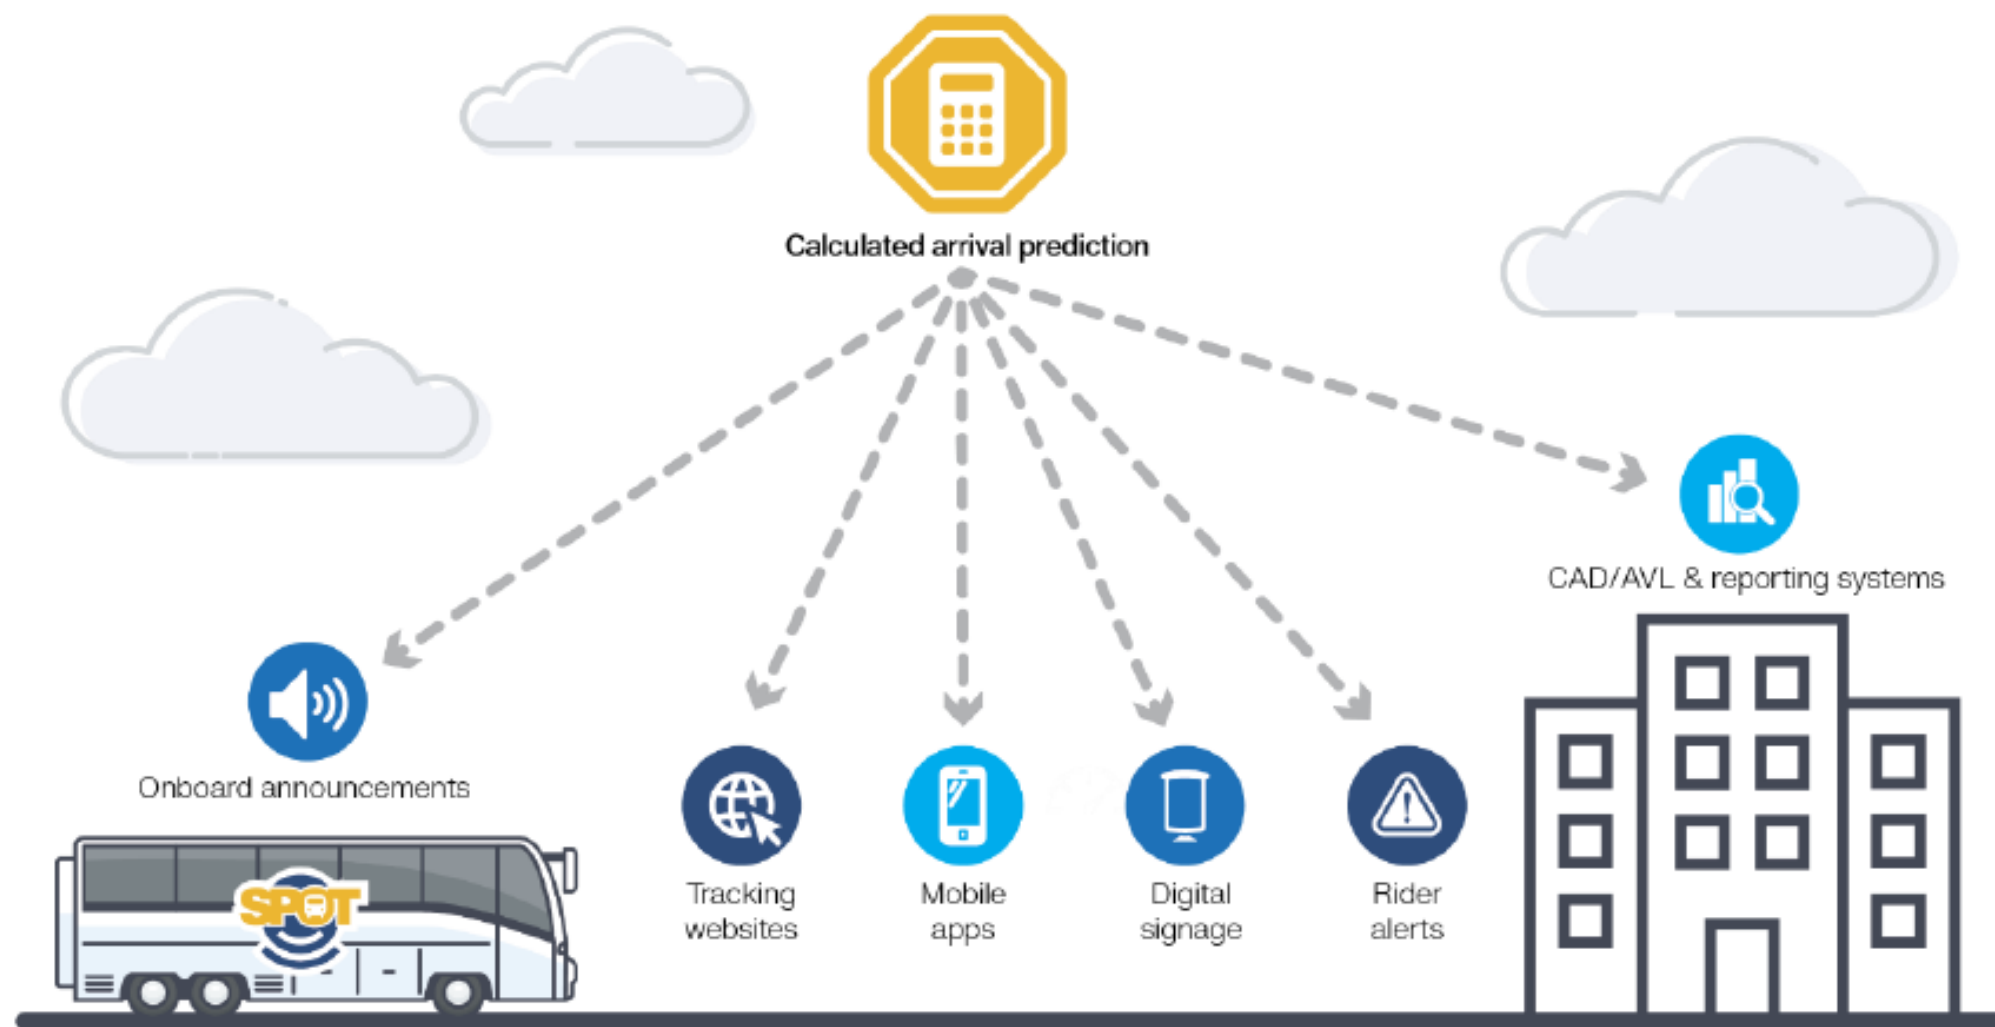 Calculated arrival prediction
CAD/AVL & reporting systems
Onboard announcements
SPOT
Tracking
websites
Mobile
apps
Digital
signage
Rider
alerts